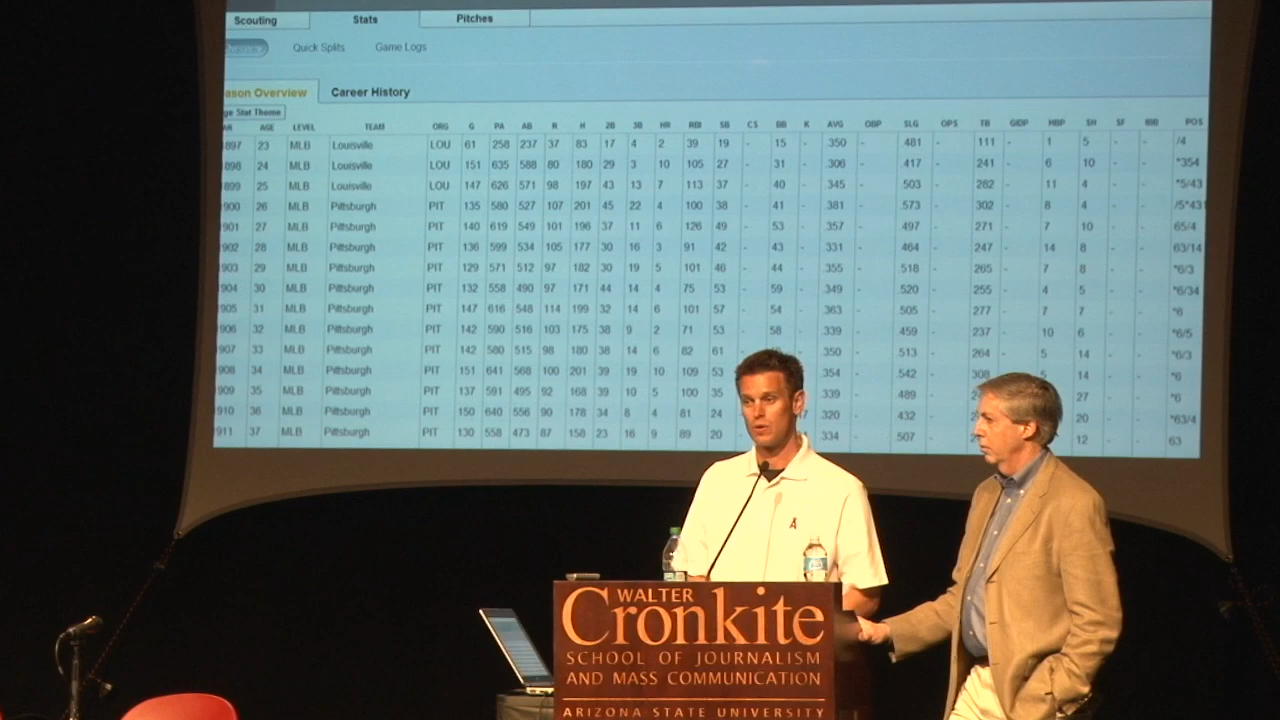 Scouting Stats Pitches
Quick Splits Game Logs
ason Overview Career History
ge Stat Theme
AR AGE LEVEL TEAM ORG G PA AB R H 2B 3B HR RBI SB CS BB K AVG OBP SLG OPS TB GIDP HBP SH SF IBB POS
897 23 MLB Louisville LOU 61 258 237 37 83 17 4 2 39 19 - 15 - 350 - 481 - 111 - 1 5 - - /4
898 24 MLB Louisville LOU 151 635 588 80 180 29 3 10 105 27 - 31 - 306 - 417 - 241 - 6 10 - - *354
899 25 MLB Louisville LOU 147 626 571 98 197 43 13 7 113 37 - 40 - 345 - 503 - 282 - 11 4 - - *5/43
900 26 MLB Pittsburgh PIT 135 580 527 107 201 45 22 4 100 38 - 41 - 381 - 573 - 302 - 8 4 - - /5*431
901 27 MLB Pittsburgh PIT 140 619 549 101 196 37 11 6 126 49 - 53 - 357 - 497 - 271 - 7 10 - - 65/4
902 28 MLB Pittsburgh PIT 136 599 534 105 177 30 16 3 91 42 - 43 - 331 - 464 - 247 - 14 8 - - 63/14
903 29 MLB Pittsburgh PIT 129 571 512 97 182 30 19 5 101 46 - 44 - 355 - 518 - 265 - 7 8 - - *6/3
904 30 MLB Pittsburgh PIT 132 558 490 97 171 44 14 4 75 53 - 59 - 349 - 520 - 255 - 4 5 - - *6/34
905 31 MLB Pittsburgh PIT 147 616 548 114 199 32 14 6 101 57 - 54 - 363 - 505 - 277 - 7 7 - - *6
906 32 MLB Pittsburgh PIT 142 590 516 103 175 38 9 2 71 53 - 58 - 339 - 459 - 237 - 10 6 - - *6/5
907 33 MLB Pittsburgh PIT 142 580 515 98 180 38 14 6 82 61 - - 350 - 513 - 264 - 5 14 - - *6/3
908 34 MLB Pittsburgh PIT 151 641 568 100 201 39 19 10 109 53 354 - 542 - 308 5 14 - - *6
909 35 MLB Pittsburgh PIT 137 591 495 92 168 39 10 5 100 35 339 - 489 - 27 - - *6
910 36 MLB Pittsburgh PIT 150 640 556 90 178 34 8 4 81 24 - 320 - 432 - 20 - - *63/4
911 37 MLB Pittsburgh PIT 130 558 473 87 158 23 16 9 89 20 - 334 - 507 - 12 - - 63
A
WALTER
Cronkite
SCHOOL OF JOURNALISM
AND MASS COMMUNICATION
ARIZONA STATE UNIVERSITY